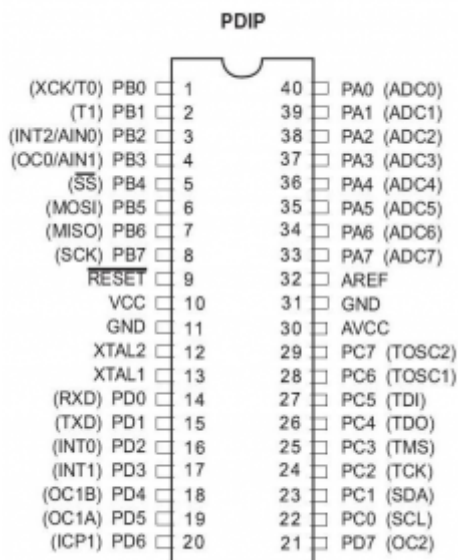 PDIP
(XCK/T0) PB0 1 40 PA0 (ADC0)
(T1) PB1 2 39 PA1 (ADC1)
(INT2/AIN0) PB2 3 38 PA2 (ADC2)
(OC0/AIN1) PB3 4 37 PA3 (ADC3)
(SS) PB4 5 36 PA4 (ADC4)
(MOSI) PB5 6 35 PA5 (ADC5)
(MISO) PB6 7 34 PA6 (ADC6)
(SCK) PB7 8 33 PA7 (ADC7)
RESET 9 32 AREF
VCC 10 31 GND
GND 11 30 AVCC
XTAL2 12 29 PC7 (TOSC2)
XTAL1 13 28 PC6 (TOSC1)
(RXD) PD0 14 27 PC5 (TDI)
(TXD) PD1 15 26 PC4 (TDO)
(INT0) PD2 16 25 PC3 (TMS)
(INT1) PD3 17 24 PC2 (TCK)
(OC1B) PD4 18 23 PC1 (SDA)
(OC1A) PD5 19 22 PC0 (SCL)
(ICP1) PD6 20 21 PD7 (OC2)